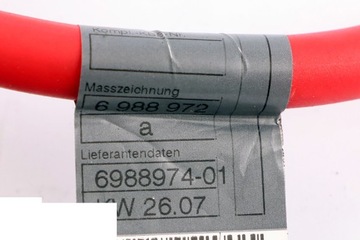 Masszeichnung
6 988 972
a
Lieferantendaten
6988974-01
KW 26.07